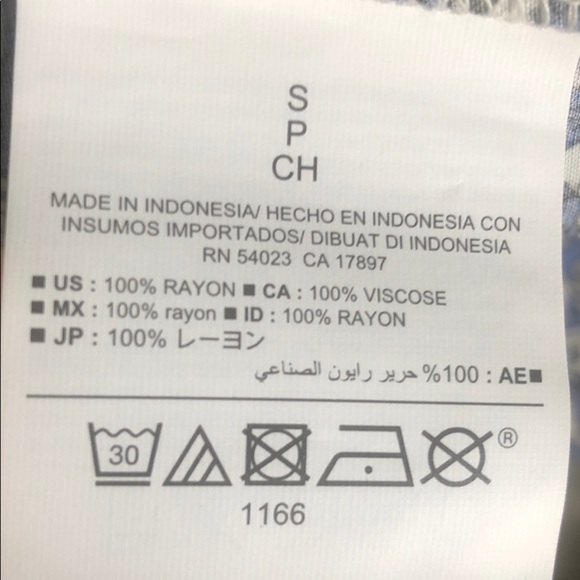 S
P
CH
MADE IN INDONESIA/ HECHO EN INDONESIA CON
INSUMOS IMPORTADOS/ DIBUAT DI INDONESIA
RN 54023 CA 17897
■ US : 100% RAYON ■ CA : 100% VISCOSE
■ MX : 100% rayon ■ ID : 100% RAYON
■ JP : 100% レーヨン
■AE : 100% حرير رايون الصناعي
30 ®
1166